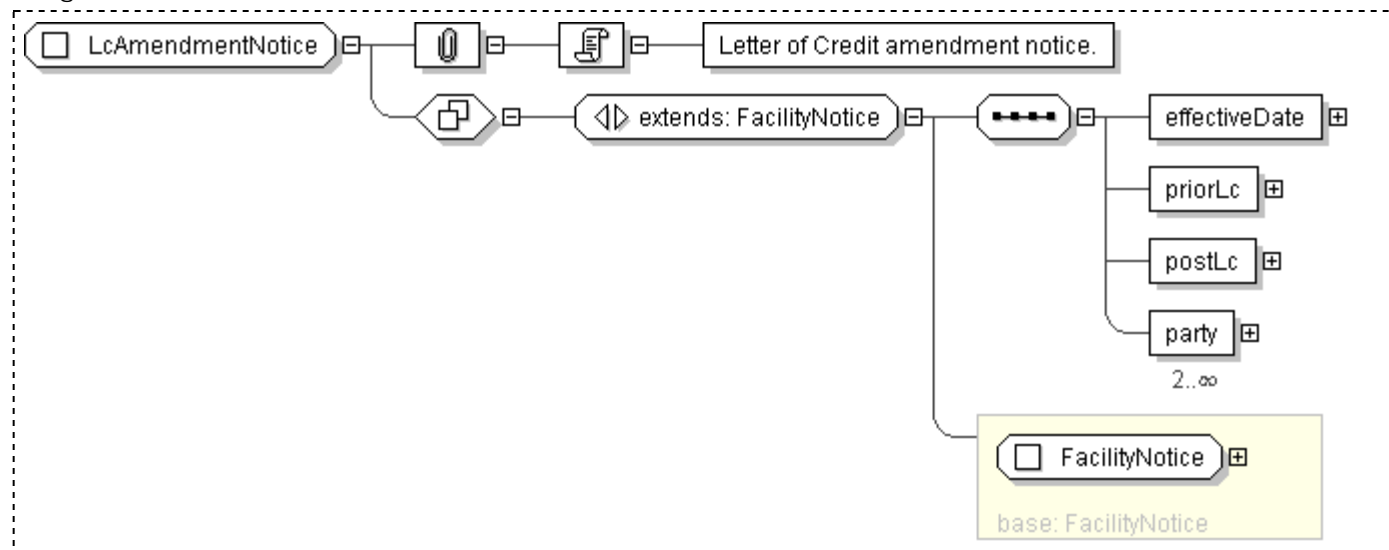 LcAmendmentNotice
Letter of Credit amendment notice.
extends: FacilityNotice
effectiveDate
priorLc
postLc
party
2..∞
FacilityNotice
base: FacilityNotice